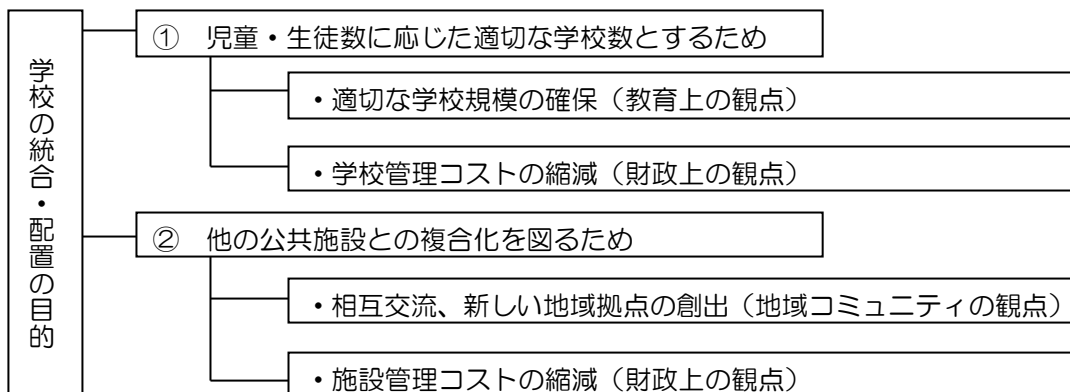 学校の統合・配置の目的
① 児童・生徒数に応じた適切な学校数とするため
・適切な学校規模の確保（教育上の観点）
・学校管理コストの縮減（財政上の観点）
② 他の公共施設との複合化を図るため
・相互交流、新しい地域拠点の創出（地域コミュニティの観点）
・施設管理コストの縮減（財政上の観点）